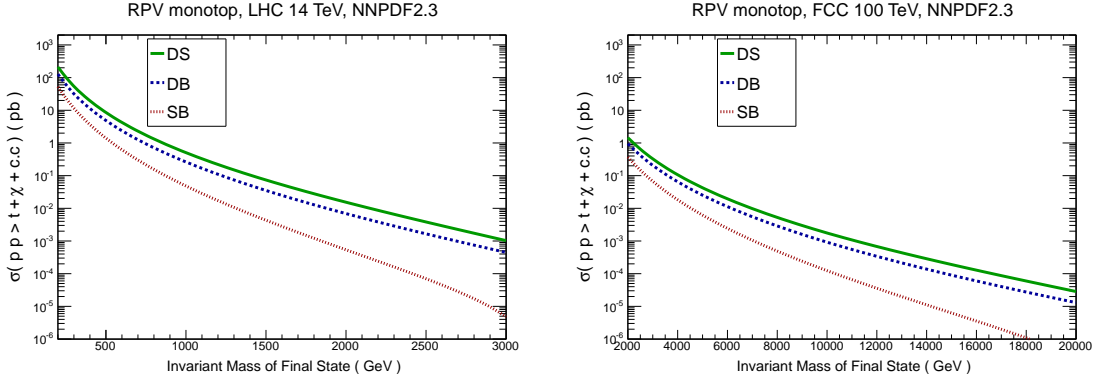 RPV monotop, LHC 14 TeV, NNPDF2.3
σ( p p > t + χ + c.c ) ( pb )
10³
10²
10
1
10⁻¹
10⁻²
10⁻³
10⁻⁴
10⁻⁵
10⁻⁶
DS
DB
SB
500 1000 1500 2000 2500 3000
Invariant Mass of Final State ( GeV )
RPV monotop, FCC 100 TeV, NNPDF2.3
σ( p p > t + χ + c.c ) ( pb )
10³
10²
10
1
10⁻¹
10⁻²
10⁻³
10⁻⁴
10⁻⁵
10⁻⁶
DS
DB
SB
2000 4000 6000 8000 10000 12000 14000 16000 18000 20000
Invariant Mass of Final State ( GeV )